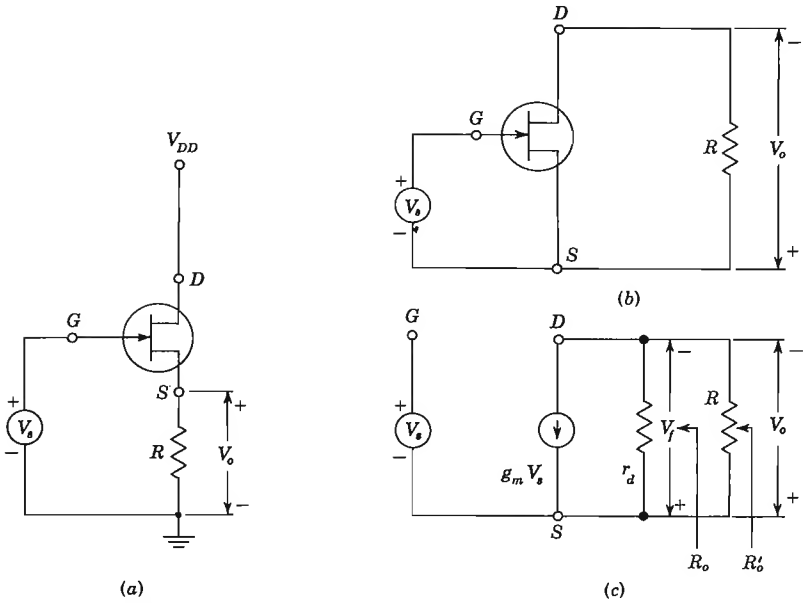 V_DD
D
G
S
+
V_s
−
R
+
V_o
−
(a)
D
−
G
R
V_o
+
V_s
−
S
+
(b)
G
D
−
−
+
V_s
−
g_m V_s
r_d
V_f
R
V_o
+
+
S
R_o
R'_o
(c)